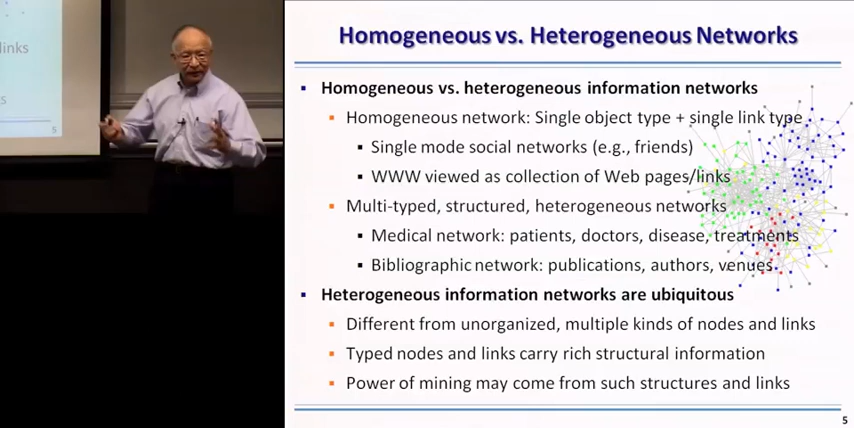 links
s
5
Homogeneous vs. Heterogeneous Networks
▪ Homogeneous vs. heterogeneous information networks
▪ Homogeneous network: Single object type + single link type
▪ Single mode social networks (e.g., friends)
▪ WWW viewed as collection of Web pages/links
▪ Multi-typed, structured, heterogeneous networks
▪ Medical network: patients, doctors, disease, treatments
▪ Bibliographic network: publications, authors, venues
▪ Heterogeneous information networks are ubiquitous
▪ Different from unorganized, multiple kinds of nodes and links
▪ Typed nodes and links carry rich structural information
▪ Power of mining may come from such structures and links
5